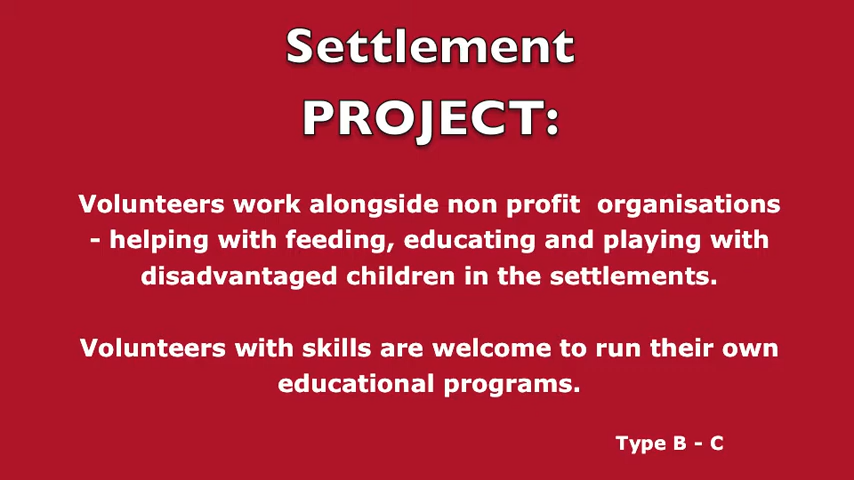 Settlement
PROJECT:
Volunteers work alongside non profit  organisations
- helping with feeding, educating and playing with
disadvantaged children in the settlements.
Volunteers with skills are welcome to run their own
educational programs.
Type B - C